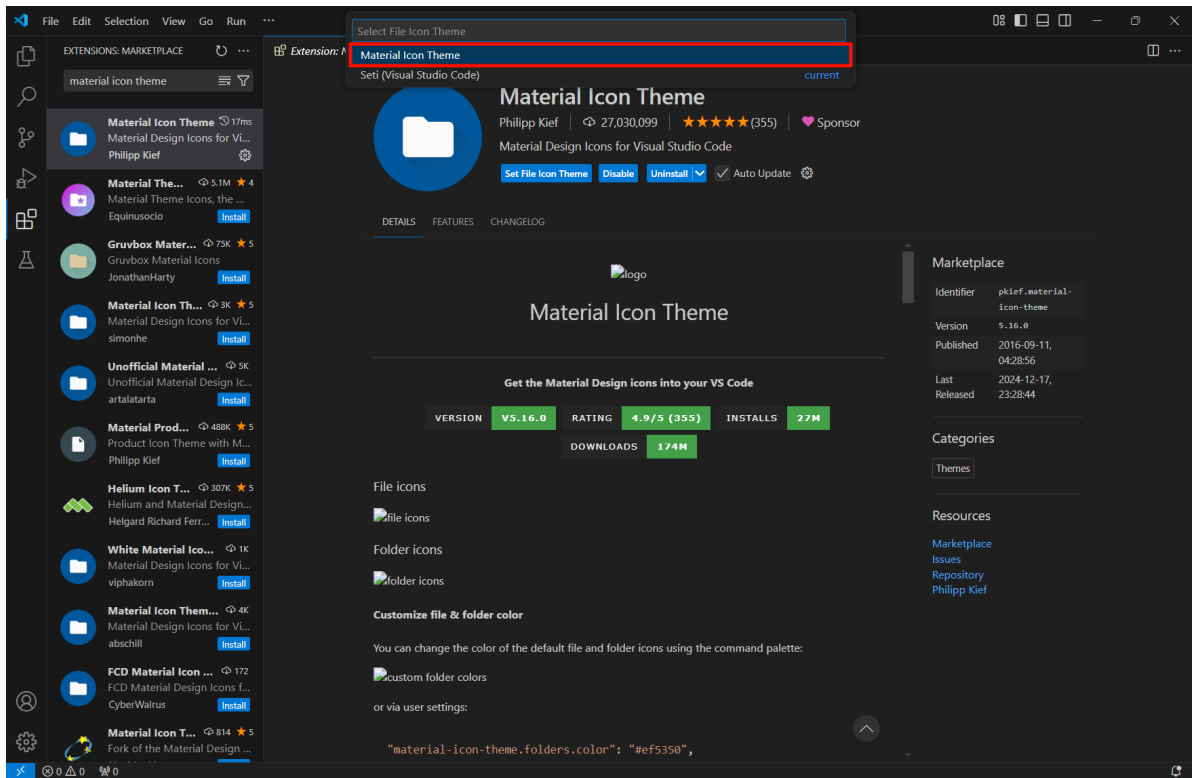 File Edit Selection View Go Run ···
Select File Icon Theme
Material Icon Theme
Seti (Visual Studio Code) current
EXTENSIONS: MARKETPLACE
material icon theme
Material Icon Theme 17ms
Material Design Icons for Vi...
Philipp Kief
Material The... 5.1M ★ 4
Material Theme Icons, the ...
Equinusocio Install
Gruvbox Mater... 75K ★ 5
Gruvbox Material Icons
JonathanHarty Install
Material Icon Th... 3K ★ 5
Material Design Icons for Vi...
simonhe Install
Unofficial Material ... 5K
Unofficial Material Design Ic...
artalatarta Install
Material Prod... 488K ★ 5
Product Icon Theme with M...
Philipp Kief Install
Helium Icon T... 307K ★ 5
Helium and Material Design...
Helgard Richard Ferr... Install
White Material Ico... 1K
Material Design Icons for Vi...
viphakorn Install
Material Icon Them... 4K
Material Design Icons for Vi...
abschill Install
FCD Material Icon ... 172
FCD Material Design Icons f...
CyberWalrus Install
Material Icon T... 814 ★ 5
Fork of the Material Design ...
Extension:
Material Icon Theme
Philipp Kief 27,030,099 ★★★★★(355) Sponsor
Material Design Icons for Visual Studio Code
Set File Icon Theme Disable Uninstall Auto Update
DETAILS FEATURES CHANGELOG
logo
Material Icon Theme
Get the Material Design icons into your VS Code
VERSION V5.16.0 RATING 4.9/5 (355) INSTALLS 27M
DOWNLOADS 174M
File icons
file icons
Folder icons
folder icons
Customize file & folder color
You can change the color of the default file and folder icons using the command palette:
custom folder colors
or via user settings:
"material-icon-theme.folders.color": "#ef5350",
Marketplace
Identifier pkief.material-
icon-theme
Version 5.16.0
Published 2016-09-11,
04:28:56
Last 2024-12-17,
Released 23:28:44
Categories
Themes
Resources
Marketplace
Issues
Repository
Philipp Kief
0 0 0